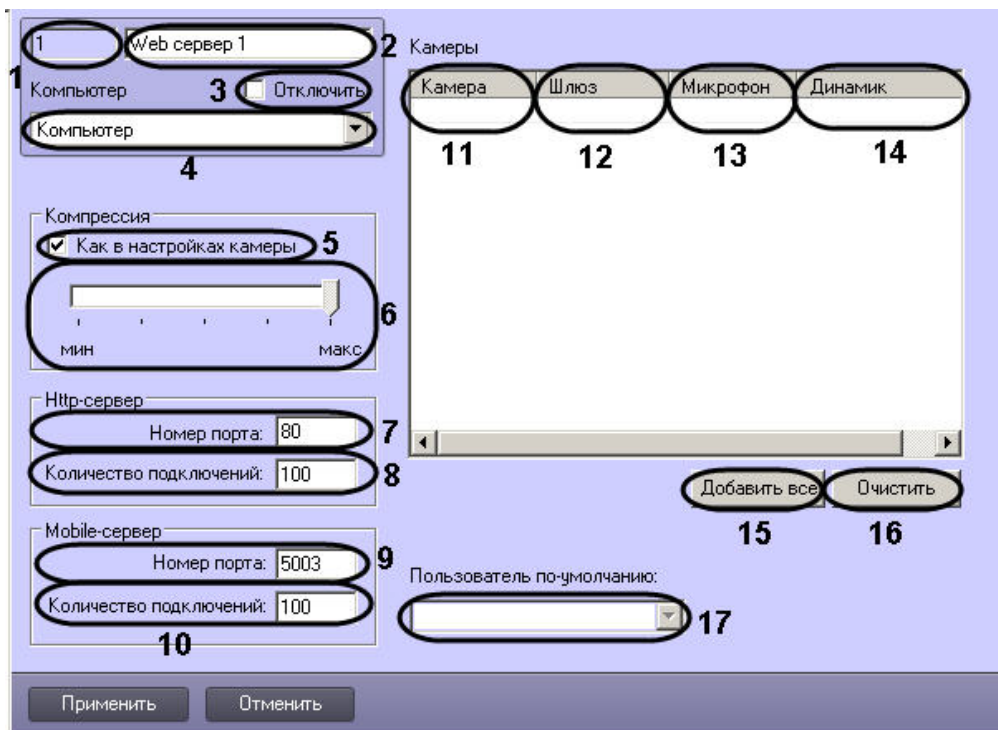 1 Web сервер 1 2
1 Компьютер 3 Отключить
Компьютер
4
Компрессия
Как в настройках камеры 5
6
мин макс
Http-сервер
Номер порта: 80 7
Количество подключений: 100 8
Mobile-сервер
Номер порта: 5003 9
Количество подключений: 100
10
Камеры
Камера Шлюз Микрофон Динамик
11 12 13 14
Добавить все Очистить
15 16
Пользователь по-умолчанию:
17
Применить Отменить